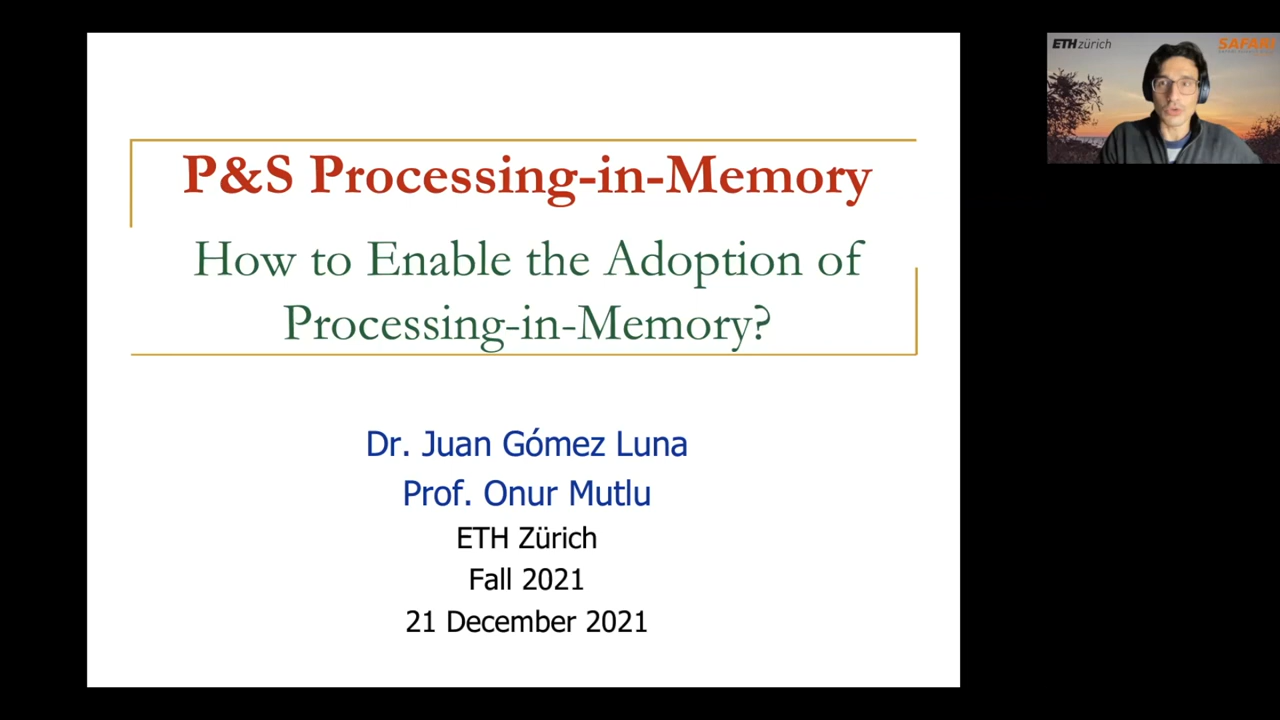 P&S Processing-in-Memory
How to Enable the Adoption of
Processing-in-Memory?
Dr. Juan Gómez Luna
Prof. Onur Mutlu
ETH Zürich
Fall 2021
21 December 2021
ETH zürich
SAFARI